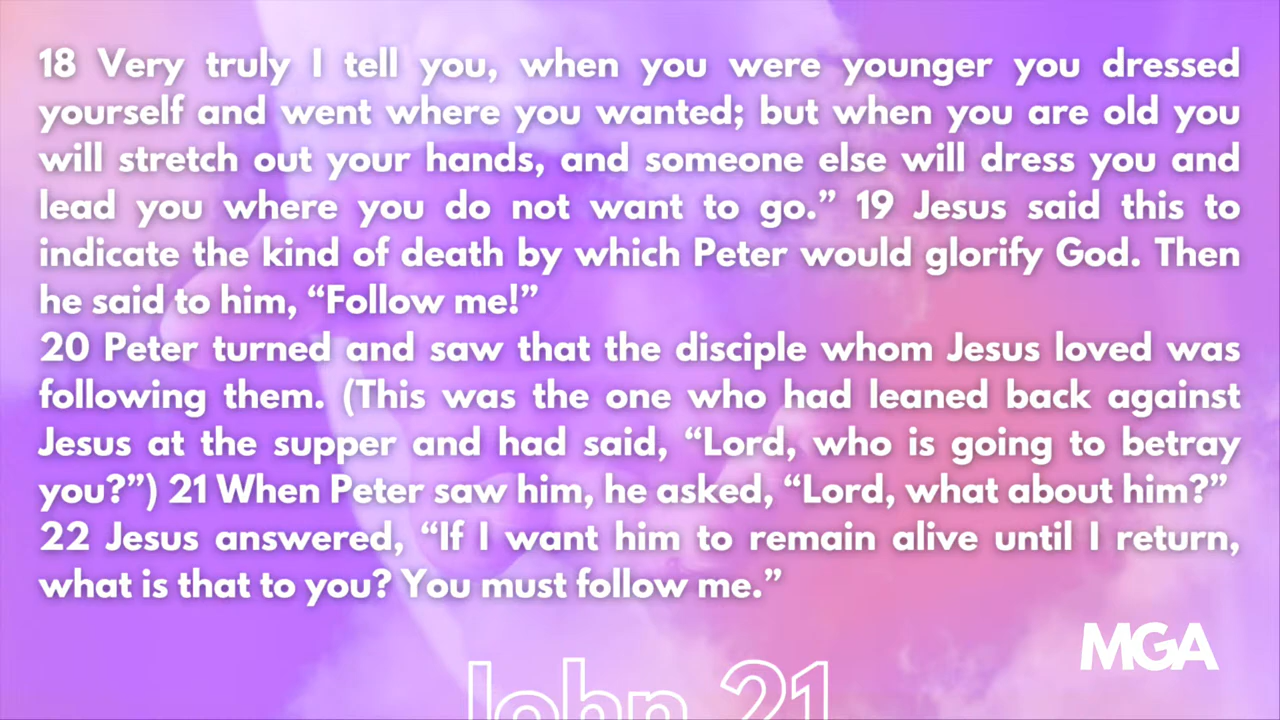 18 Very truly I tell you, when you were younger you dressed
yourself and went where you wanted; but when you are old you
will stretch out your hands, and someone else will dress you and
lead you where you do not want to go.” 19 Jesus said this to
indicate the kind of death by which Peter would glorify God. Then
he said to him, “Follow me!”
20 Peter turned and saw that the disciple whom Jesus loved was
following them. (This was the one who had leaned back against
Jesus at the supper and had said, “Lord, who is going to betray
you?”) 21 When Peter saw him, he asked, “Lord, what about him?”
22 Jesus answered, “If I want him to remain alive until I return,
what is that to you? You must follow me.”
MGA
John 21